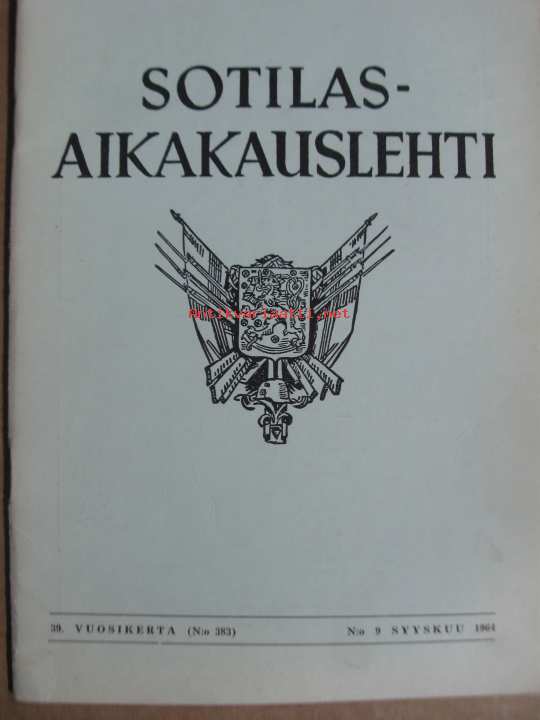 SOTILAS-
AIKAKAUSLEHTI
Antikvariaatti.net
39. VUOSIKERTA (N:o 383) N:o 9 SYYSKUU 1964